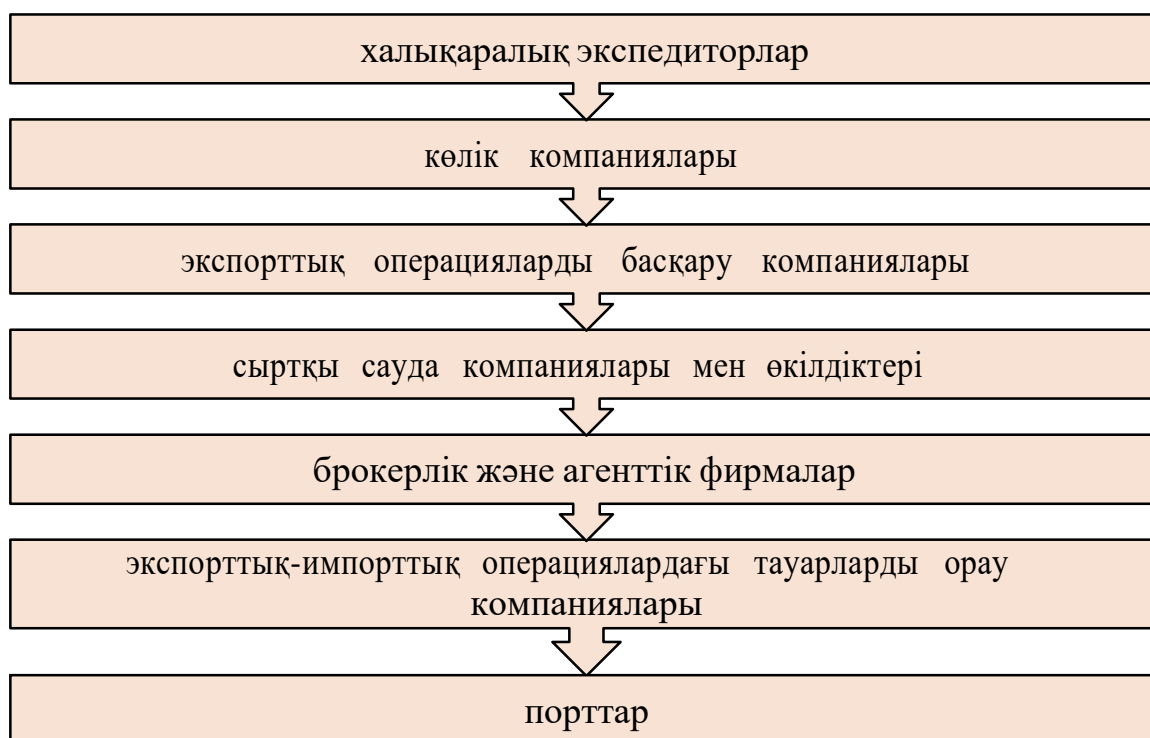 халықаралық экспедиторлар
көлік компаниялары
экспорттық операцияларды басқару компаниялары
сыртқы сауда компаниялары мен өкілдіктері
брокерлік және агенттік фирмалар
экспорттық-импорттық операциялардағы тауарларды орау
компаниялары
порттар